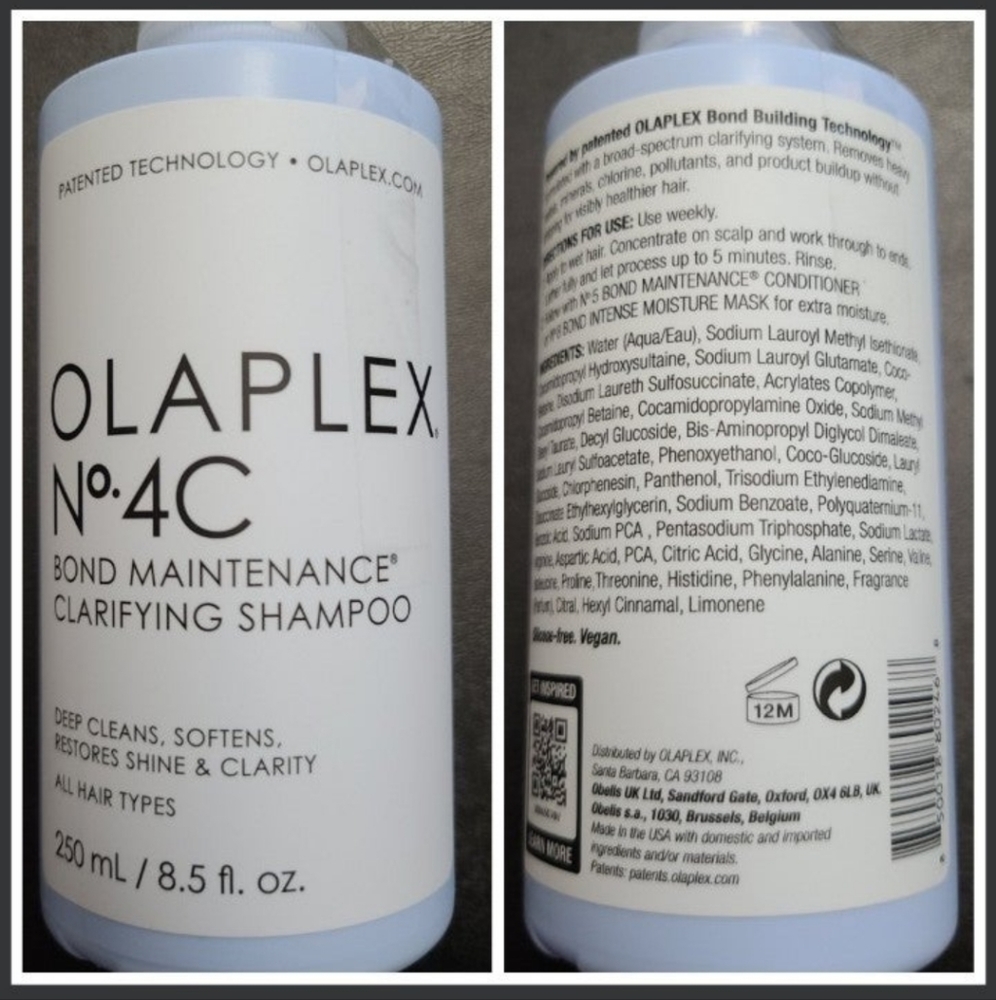 PATENTED TECHNOLOGY • OLAPLEX.COM
OLAPLEX®
Nº.4C
BOND MAINTENANCE®
CLARIFYING SHAMPOO
DEEP CLEANS, SOFTENS,
RESTORES SHINE & CLARITY
ALL HAIR TYPES
250 mL / 8.5 fl. oz.
by patented OLAPLEX Bond Building Technology™
with a broad-spectrum clarifying system. Removes heavy
minerals, chlorine, pollutants, and product buildup without
for visibly healthier hair.
FOR USE: Use weekly.
to wet hair. Concentrate on scalp and work through to ends.
fully and let process up to 5 minutes. Rinse.
with Nº5 BOND MAINTENANCE® CONDITIONER
BOND INTENSE MOISTURE MASK for extra moisture.
INGREDIENTS: Water (Aqua/Eau), Sodium Lauroyl Methyl Isethionate,
Hydroxysultaine, Sodium Lauroyl Glutamate, Coco-
Disodium Laureth Sulfosuccinate, Acrylates Copolymer,
Betaine, Cocamidopropylamine Oxide, Sodium Methyl
Taurate, Decyl Glucoside, Bis-Aminopropyl Diglycol Dimaleate,
Lauryl Sulfoacetate, Phenoxyethanol, Coco-Glucoside, Lauryl
Chlorphenesin, Panthenol, Trisodium Ethylenediamine,
Ethylhexylglycerin, Sodium Benzoate, Polyquaternium-11,
Acid, Sodium PCA , Pentasodium Triphosphate, Sodium Lactate,
Aspartic Acid, PCA, Citric Acid, Glycine, Alanine, Serine, Valine,
Proline, Threonine, Histidine, Phenylalanine, Fragrance
Citral, Hexyl Cinnamal, Limonene
Vegan.
GET INSPIRED
LEARN MORE
12M
Distributed by OLAPLEX, INC.,
Santa Barbara, CA 93108
Obelis UK Ltd, Sandford Gate, Oxford, OX4 6LB, UK.
Obelis s.a., 1030, Brussels, Belgium
Made in the USA with domestic and imported
ingredients and/or materials.
Patents: patents.olaplex.com